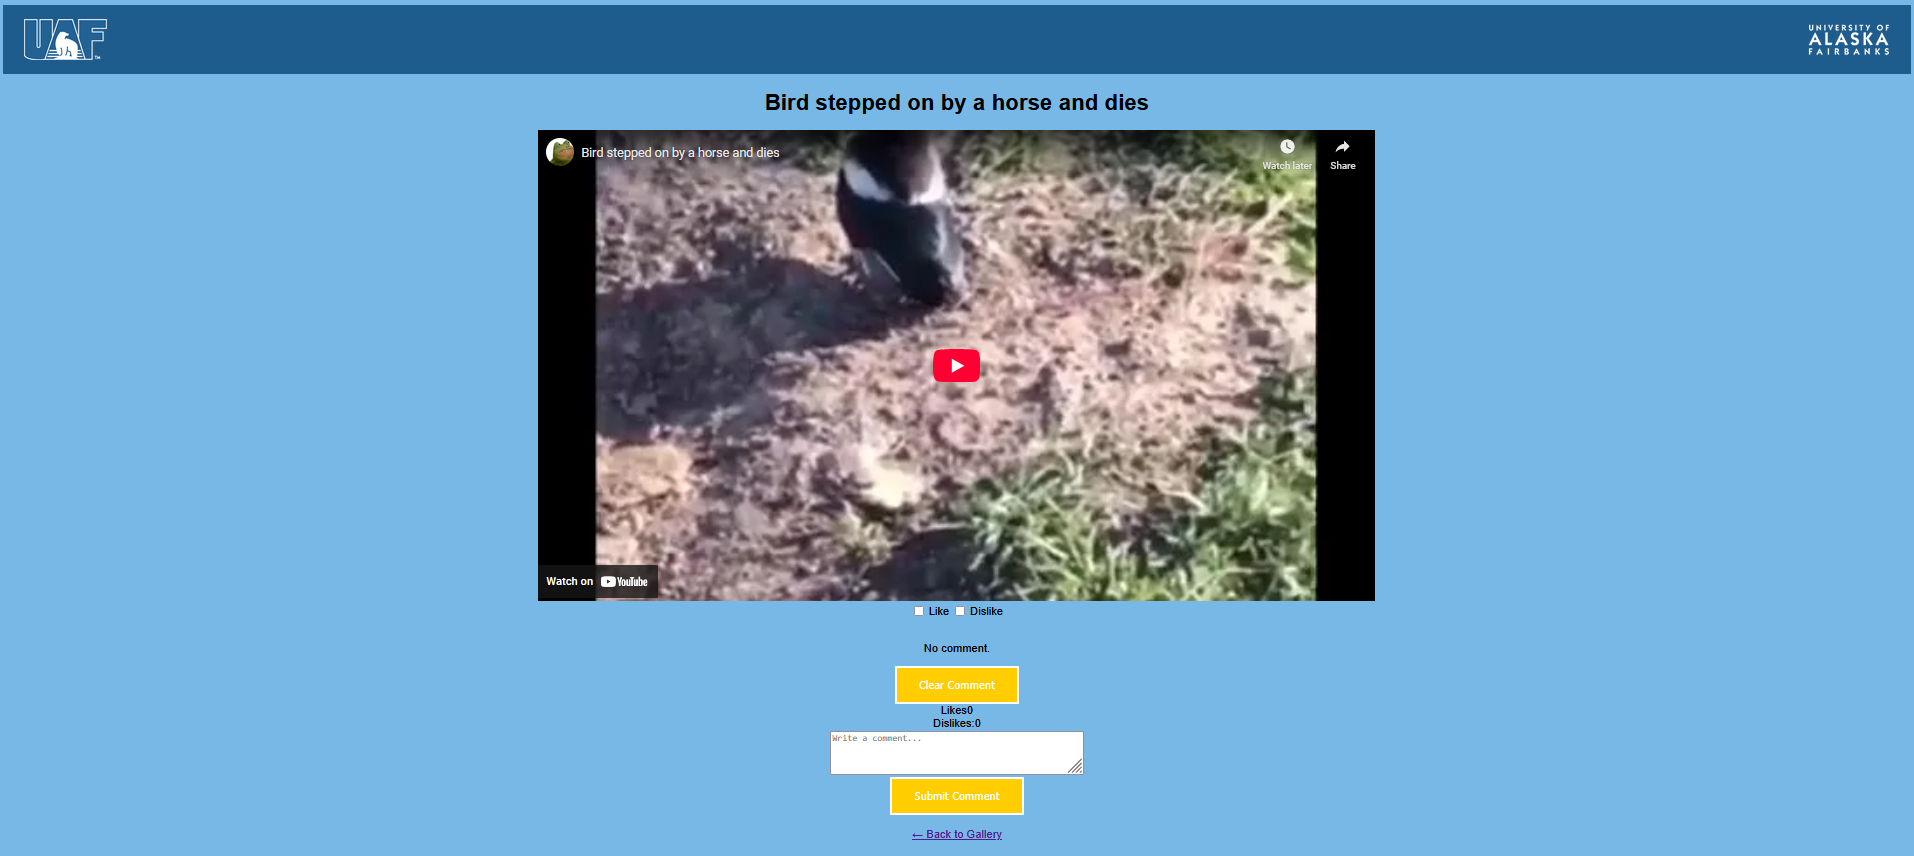 UAF
UNIVERSITY OF
ALASKA
FAIRBANKS
Bird stepped on by a horse and dies
Bird stepped on by a horse and dies
Watch later
Share
Watch on YouTube
Like Dislike
No comment.
Clear Comment
Likes0
Dislikes:0
Write a comment...
Submit Comment
← Back to Gallery